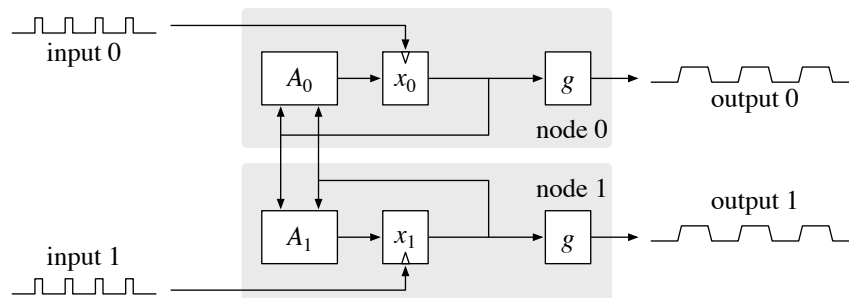 input 0
A0
x0
g
node 0
output 0
node 1
input 1
A1
x1
g
output 1